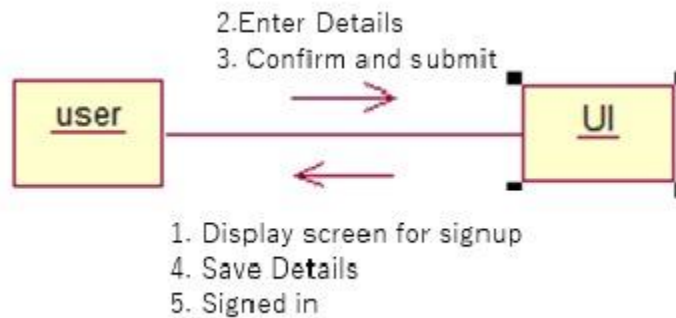 2.Enter Details
3. Confirm and submit
user
UI
1. Display screen for signup
4. Save Details
5. Signed in